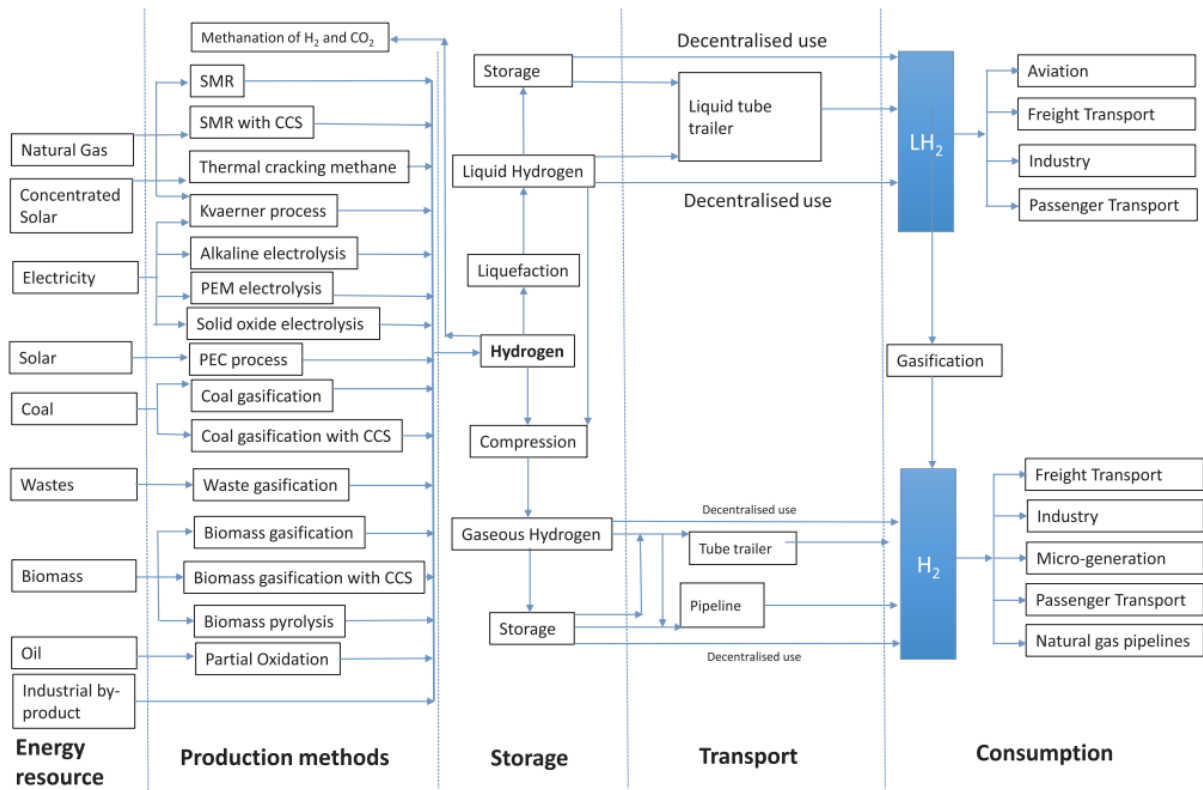 Methanation of H₂ and CO₂
SMR
SMR with CCS
Natural Gas
Thermal cracking methane
Concentrated
Solar
Kvaerner process
Alkaline electrolysis
Electricity
PEM electrolysis
Solid oxide electrolysis
Solar
PEC process
Coal gasification
Coal
Coal gasification with CCS
Wastes
Waste gasification
Biomass gasification
Biomass
Biomass gasification with CCS
Biomass pyrolysis
Oil
Partial Oxidation
Industrial by-
product
Storage
Liquid Hydrogen
Liquefaction
Hydrogen
Compression
Gaseous Hydrogen
Storage
Decentralised use
Liquid tube
trailer
Decentralised use
Decentralised use
Tube trailer
Pipeline
Decentralised use
LH₂
Aviation
Freight Transport
Industry
Passenger Transport
Gasification
H₂
Freight Transport
Industry
Micro-generation
Passenger Transport
Natural gas pipelines
Energy
resource
Production methods
Storage
Transport
Consumption